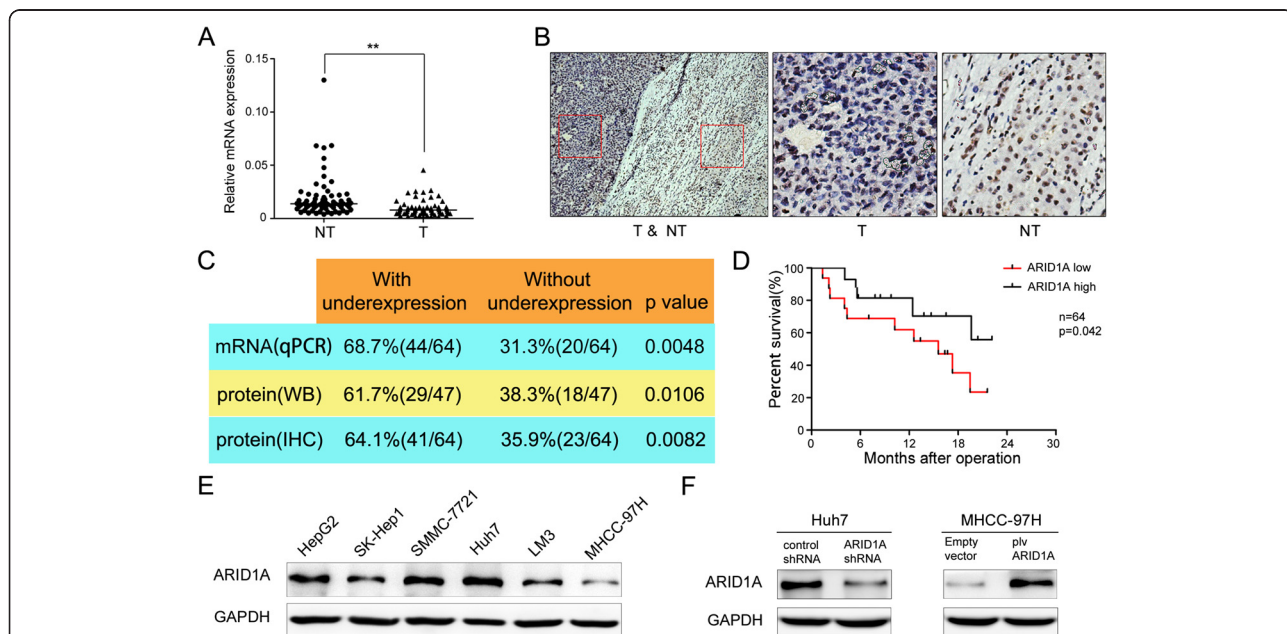 A
**
Relative mRNA expression
0.15
0.10
0.05
0
NT
T
B
T & NT
T
NT
C
With underexpression
Without underexpression
p value
mRNA(qPCR) 68.7%(44/64) 31.3%(20/64) 0.0048
protein(WB) 61.7%(29/47) 38.3%(18/47) 0.0106
protein(IHC) 64.1%(41/64) 35.9%(23/64) 0.0082
D
Percent survival(%)
100
80
60
40
20
0
0 6 12 18 24 30
Months after operation
ARID1A low
ARID1A high
n=64
p=0.042
E
HepG2
SK-Hep1
SMMC-7721
Huh7
LM3
MHCC-97H
ARID1A
GAPDH
F
Huh7
control shRNA
ARID1A shRNA
MHCC-97H
Empty vector
plv ARID1A
ARID1A
GAPDH